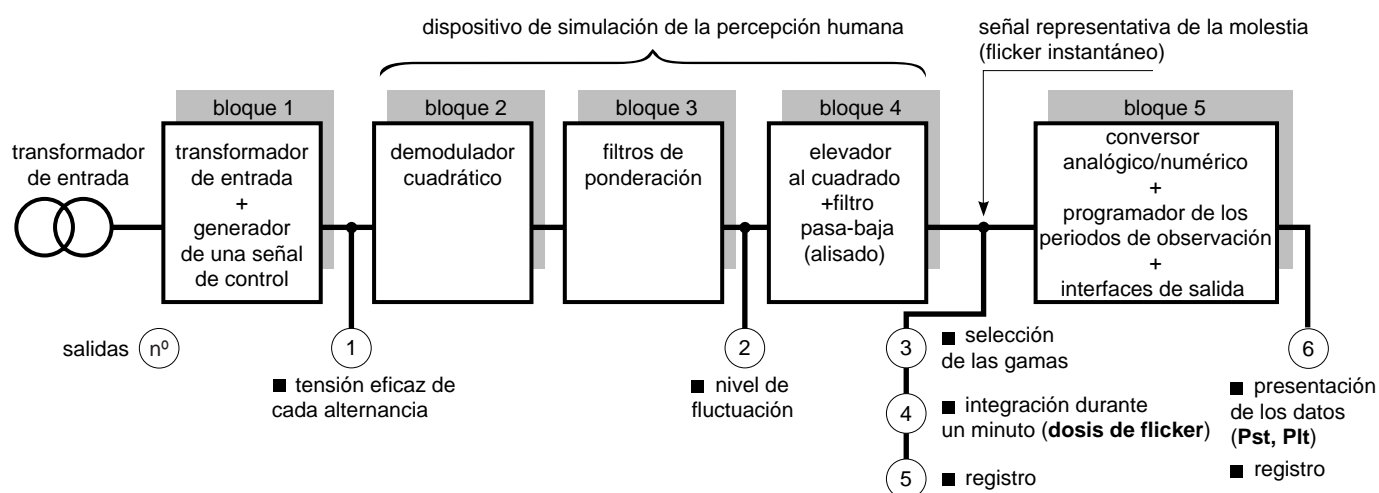 dispositivo de simulación de la percepción humana
señal representativa de la molestia
(flicker instantáneo)
bloque 1
bloque 2
bloque 3
bloque 4
bloque 5
transformador
de entrada
transformador
de entrada
+
generador
de una señal
de control
demodulador
cuadrático
filtros de
ponderación
elevador
al cuadrado
+filtro
pasa-baja
(alisado)
conversor
analógico/numérico
+
programador de los
periodos de observación
+
interfaces de salida
salidas nº
1
■ tensión eficaz de
cada alternancia
2
■ nivel de
fluctuación
3
■ selección
de las gamas
4
■ integración durante
un minuto (dosis de flicker)
5
■ registro
6
■ presentación
de los datos
(Pst, Plt)
■ registro